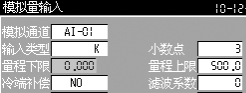 模拟量输入 10-12
模拟通道 AI-01
输入类型 K 小数点 3
量程下限 0.000 量程上限 500.0
冷端补偿 NO 滤波系数 0